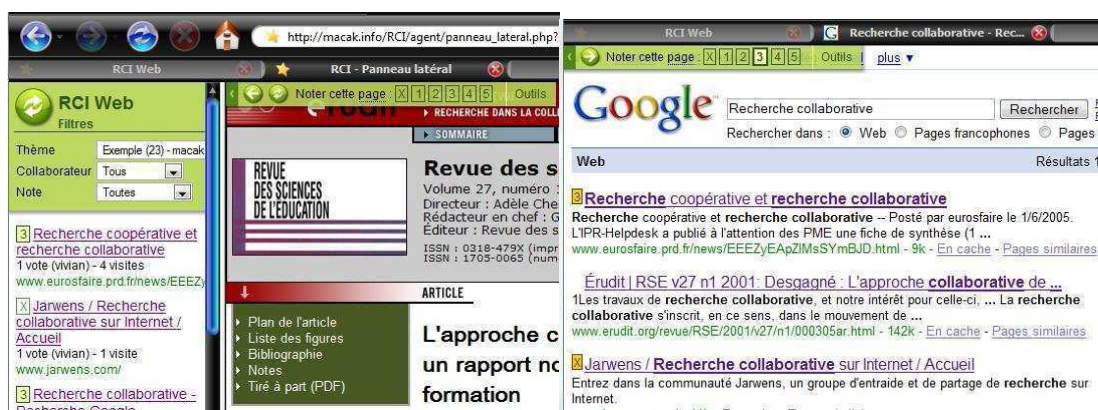 http://macak.info/RCI/agent/panneau_lateral.php?
RCI Web
RCI - Panneau latéral
RCI Web
Filtres
Thème Exemple (23) - macak
Collaborateur Tous
Note Toutes
3 Recherche coopérative et
recherche collaborative
1 vote (vivian) - 4 visites
www.eurosfaire.prd.fr/news/EEEZy
X Jarwens / Recherche
collaborative sur Internet /
Accueil
1 vote (vivian) - 1 visite
www.jarwens.com/
3 Recherche collaborative -
Recherche Google
Noter cette page : X 1 2 3 4 5 Outils
RECHERCHE DANS LA COLL
SOMMAIRE
REVUE
DES SCIENCES
DE L'ÉDUCATION
Revue des s
Volume 27, numéro
Directeur : Adèle Che
Rédacteur en chef : G
Éditeur : Revue des s
ISSN : 0318-479X (impr
ISSN : 1705-0065 (num
ARTICLE
Plan de l'article
Liste des figures
Bibliographie
Notes
Tiré à part (PDF)
L'approche c
un rapport no
formation
RCI Web
G Recherche collaborative - Rec...
Noter cette page : X 1 2 3 4 5 Outils plus ▼
Google
Recherche collaborative Rechercher
Rechercher dans : Web Pages francophones Pages
Web Résultats 1
3 Recherche coopérative et recherche collaborative
Recherche coopérative et recherche collaborative -- Posté par eurosfaire le 1/6/2005.
L'IPR-Helpdesk a publié à l'attention des PME une fiche de synthèse (1 ...
www.eurosfaire.prd.fr/news/EEEZyEApZlMsSYmBJD.html - 9k - En cache - Pages similaires
Érudit | RSE v27 n1 2001: Desgagné : L'approche collaborative de ...
1Les travaux de recherche collaborative, et notre intérêt pour celle-ci, ... La recherche
collaborative s'inscrit, en ce sens, dans le mouvement de ...
www.erudit.org/revue/RSE/2001/v27/n1/000305ar.html - 142k - En cache - Pages similaires
X Jarwens / Recherche collaborative sur Internet / Accueil
Entrez dans la communauté Jarwens, un groupe d'entraide et de partage de recherche sur
Internet.